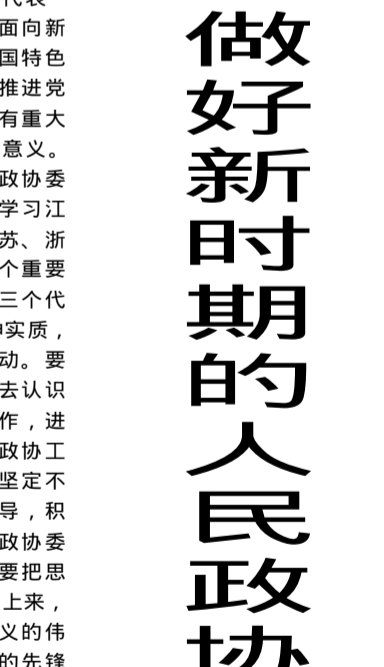 做好新时期的人民政协
代表
面向新
国特色
推进党
有重大
意义。
政协委
学习江
苏、浙
个重要
三个代
实质，
动。要
去认识
作，进
政协工
坚定不
导，积
政协委
要把思
上来，
义的伟
的先锋